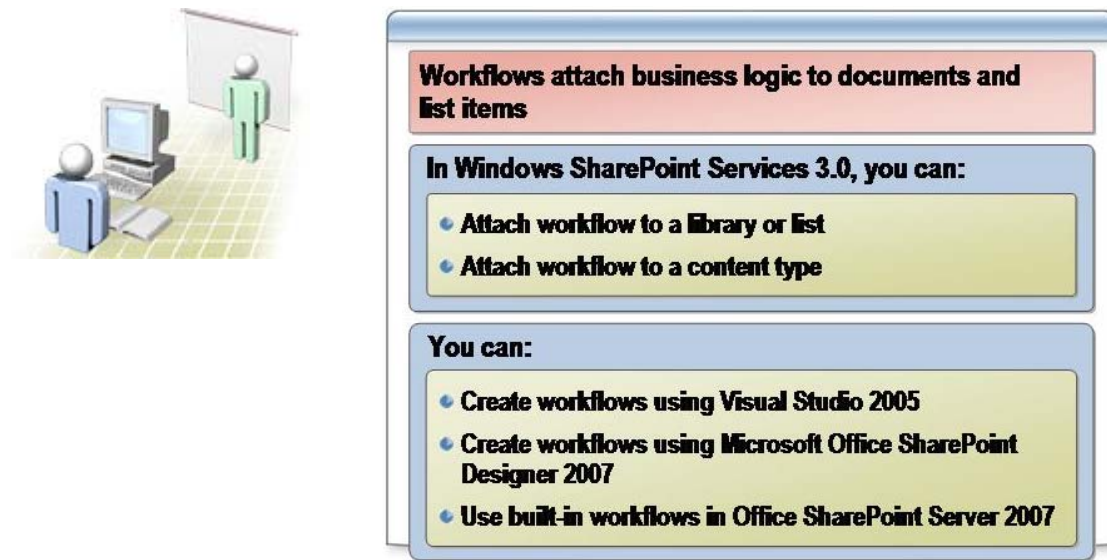 Workflows attach business logic to documents and
list items
In Windows SharePoint Services 3.0, you can:
Attach workflow to a library or list
Attach workflow to a content type
You can:
Create workflows using Visual Studio 2005
Create workflows using Microsoft Office SharePoint
Designer 2007
Use built-in workflows in Office SharePoint Server 2007